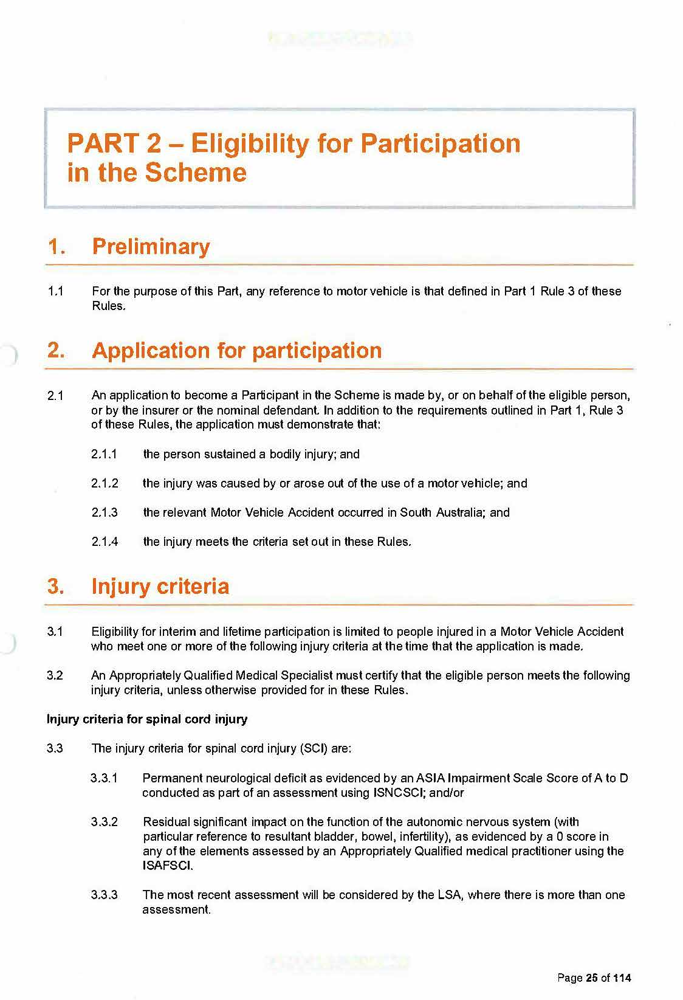 PART 2 – Eligibility for Participation
in the Scheme
1. Preliminary
1.1 For the purpose of this Part, any reference to motor vehicle is that defined in Part 1 Rule 3 of these
Rules.
2. Application for participation
2.1 An application to become a Participant in the Scheme is made by, or on behalf of the eligible person,
or by the insurer or the nominal defendant. In addition to the requirements outlined in Part 1, Rule 3
of these Rules, the application must demonstrate that:
2.1.1 the person sustained a bodily injury; and
2.1.2 the injury was caused by or arose out of the use of a motor vehicle; and
2.1.3 the relevant Motor Vehicle Accident occurred in South Australia; and
2.1.4 the injury meets the criteria set out in these Rules.
3. Injury criteria
3.1 Eligibility for interim and lifetime participation is limited to people injured in a Motor Vehicle Accident
who meet one or more of the following injury criteria at the time that the application is made.
3.2 An Appropriately Qualified Medical Specialist must certify that the eligible person meets the following
injury criteria, unless otherwise provided for in these Rules.
Injury criteria for spinal cord injury
3.3 The injury criteria for spinal cord injury (SCI) are:
3.3.1 Permanent neurological deficit as evidenced by an ASIA Impairment Scale Score of A to D
conducted as part of an assessment using ISNCSCI; and/or
3.3.2 Residual significant impact on the function of the autonomic nervous system (with
particular reference to resultant bladder, bowel, infertility), as evidenced by a 0 score in
any of the elements assessed by an Appropriately Qualified medical practitioner using the
ISAFSCI.
3.3.3 The most recent assessment will be considered by the LSA, where there is more than one
assessment.
Page 25 of 114